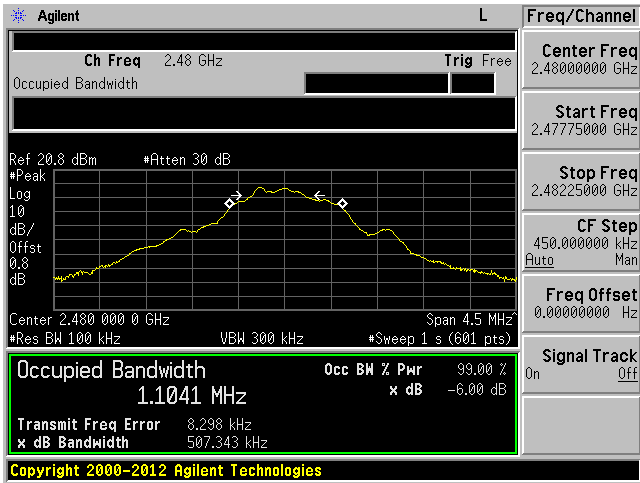 Agilent
L
Freq/Channel
Ch Freq 2.48 GHz Trig Free
Occupied Bandwidth
Center Freq
2.48000000 GHz
Start Freq
2.47775000 GHz
Stop Freq
2.48225000 GHz
CF Step
450.000000 kHz
Auto Man
Freq Offset
0.00000000 Hz
Signal Track
On Off
Ref 20.8 dBm #Atten 30 dB
#Peak
Log
10
dB/
Offst
0.8
dB
Center 2.480 000 0 GHz Span 4.5 MHz^
#Res BW 100 kHz VBW 300 kHz #Sweep 1 s (601 pts)
Occupied Bandwidth
1.1041 MHz
Occ BW % Pwr 99.00 %
x dB -6.00 dB
Transmit Freq Error 8.298 kHz
x dB Bandwidth 507.343 kHz
Copyright 2000-2012 Agilent Technologies